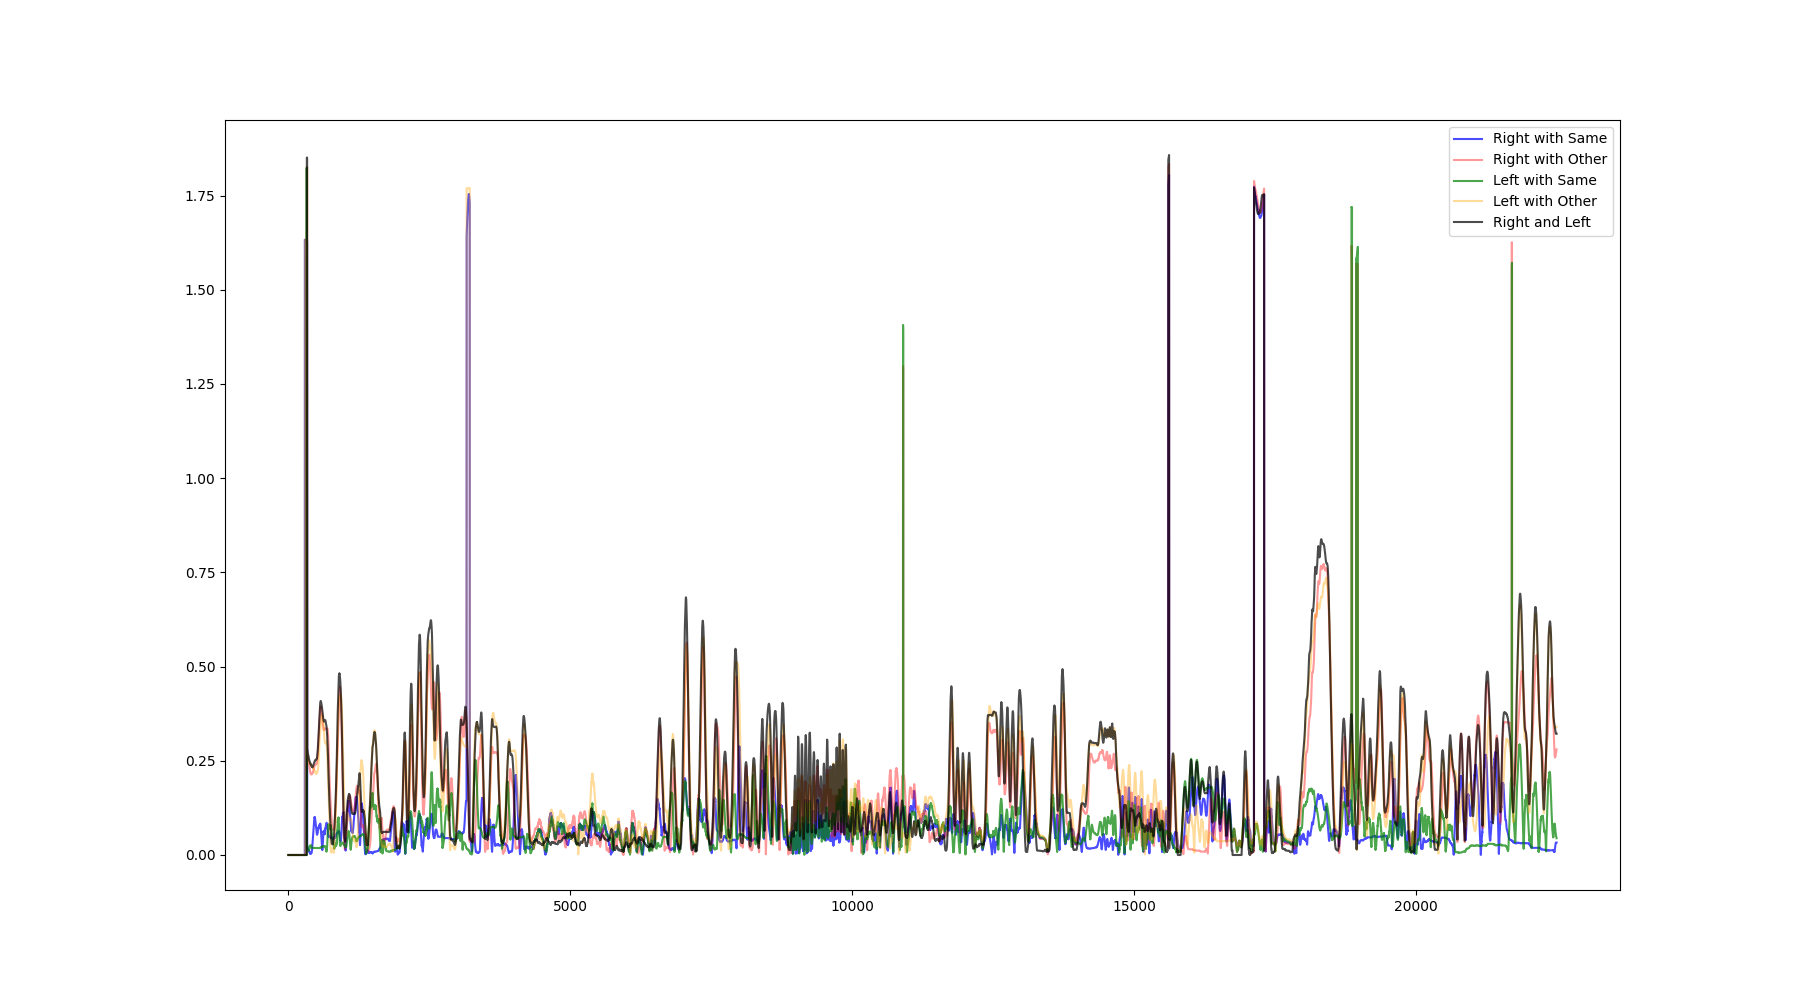 Right with Same
Right with Other
Left with Same
Left with Other
Right and Left
1.75
1.50
1.25
1.00
0.75
0.50
0.25
0.00
0 5000 10000 15000 20000